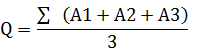 Q = ∑ (A1 + A2 + A3) / 3